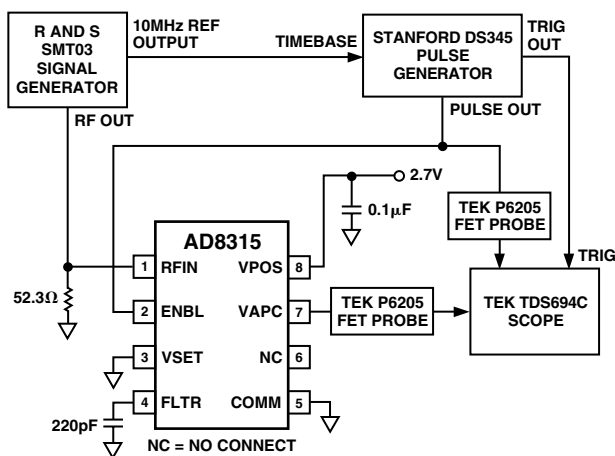 R AND S
SMT03
SIGNAL
GENERATOR
10MHz REF
OUTPUT
TIMEBASE
STANFORD DS345
PULSE
GENERATOR
TRIG
OUT
RF OUT
PULSE OUT
2.7V
0.1μF
TEK P6205
FET PROBE
TRIG
AD8315
1 RFIN VPOS 8
52.3Ω
2 ENBL VAPC 7
TEK P6205
FET PROBE
TEK TDS694C
SCOPE
3 VSET NC 6
4 FLTR COMM 5
220pF
NC = NO CONNECT